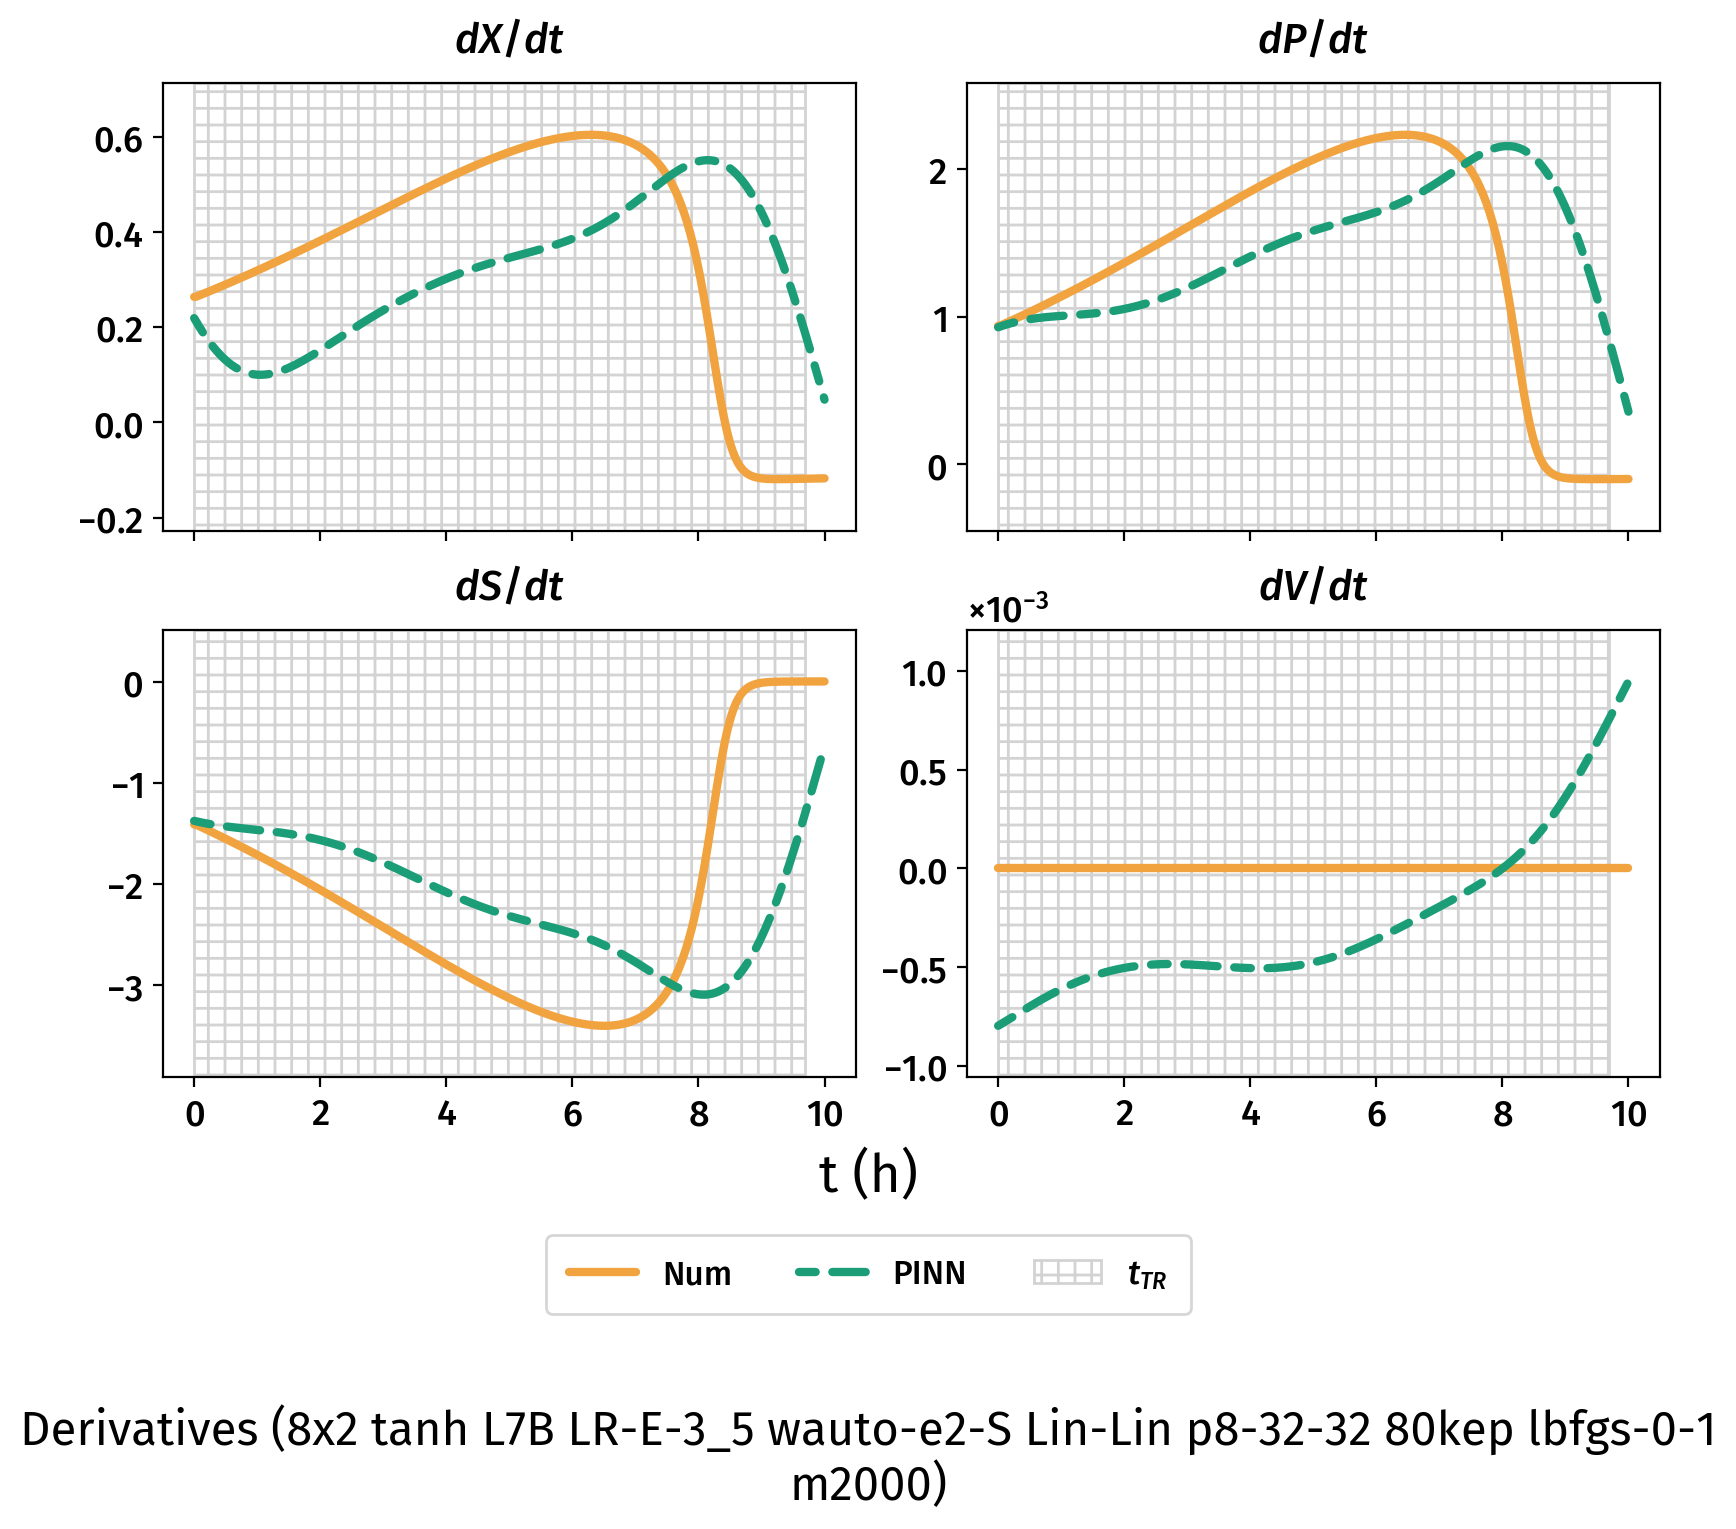 dX/dt
dP/dt
0.6
0.4
0.2
0.0
−0.2
2
1
0
dS/dt
dV/dt
×10⁻³
0
−1
−2
−3
1.0
0.5
0.0
−0.5
−1.0
0 2 4 6 8 10
0 2 4 6 8 10
t (h)
Num PINN t_TR
Derivatives (8x2 tanh L7B LR-E-3_5 wauto-e2-S Lin-Lin p8-32-32 80kep lbfgs-0-1
m2000)